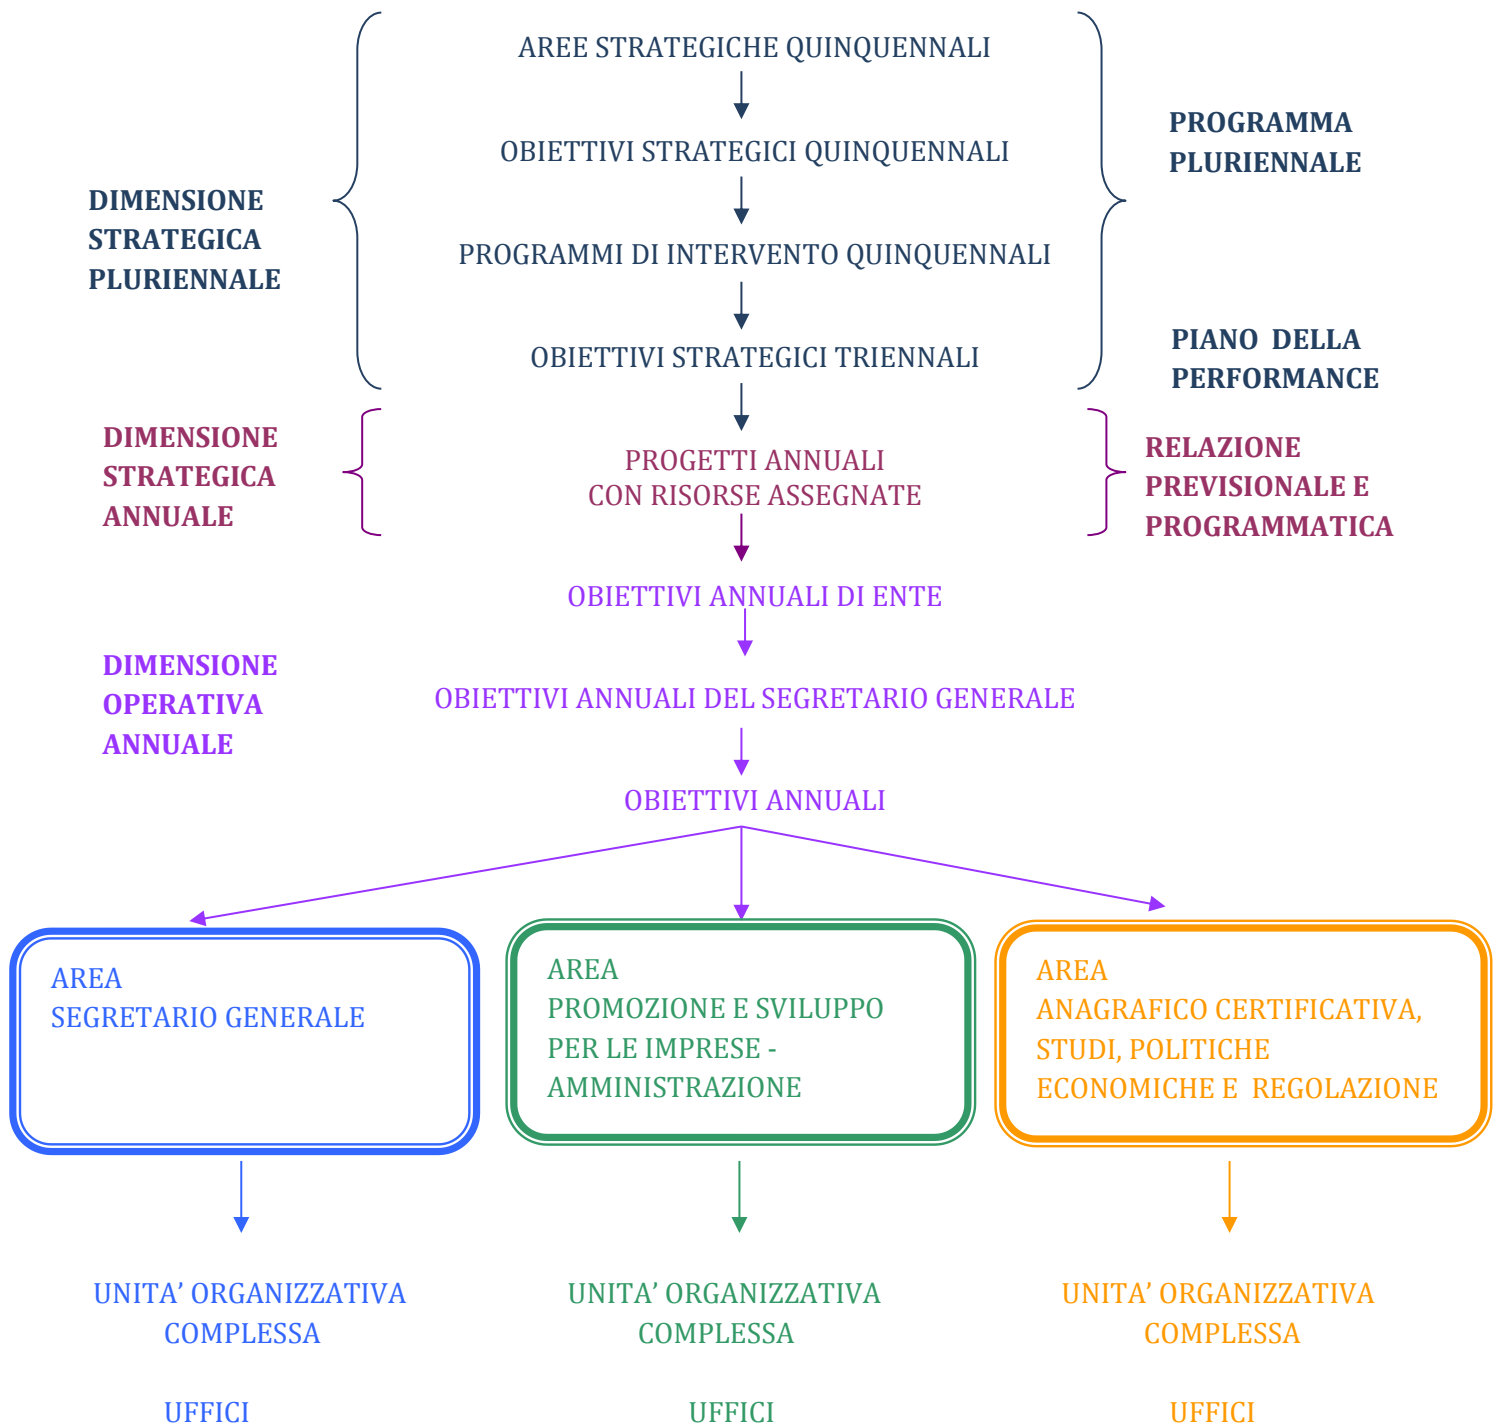 AREE STRATEGICHE QUINQUENNALI
OBIETTIVI STRATEGICI QUINQUENNALI
PROGRAMMI DI INTERVENTO QUINQUENNALI
OBIETTIVI STRATEGICI TRIENNALI
DIMENSIONE
STRATEGICA
PLURIENNALE
PROGRAMMA
PLURIENNALE
PIANO DELLA
PERFORMANCE
DIMENSIONE
STRATEGICA
ANNUALE
PROGETTI ANNUALI
CON RISORSE ASSEGNATE
RELAZIONE
PREVISIONALE E
PROGRAMMATICA
OBIETTIVI ANNUALI DI ENTE
DIMENSIONE
OPERATIVA
ANNUALE
OBIETTIVI ANNUALI DEL SEGRETARIO GENERALE
OBIETTIVI ANNUALI
AREA
SEGRETARIO GENERALE
AREA
PROMOZIONE E SVILUPPO
PER LE IMPRESE -
AMMINISTRAZIONE
AREA
ANAGRAFICO CERTIFICATIVA,
STUDI, POLITICHE
ECONOMICHE E REGOLAZIONE
UNITA’ ORGANIZZATIVA
COMPLESSA
UFFICI
UNITA’ ORGANIZZATIVA
COMPLESSA
UFFICI
UNITA’ ORGANIZZATIVA
COMPLESSA
UFFICI